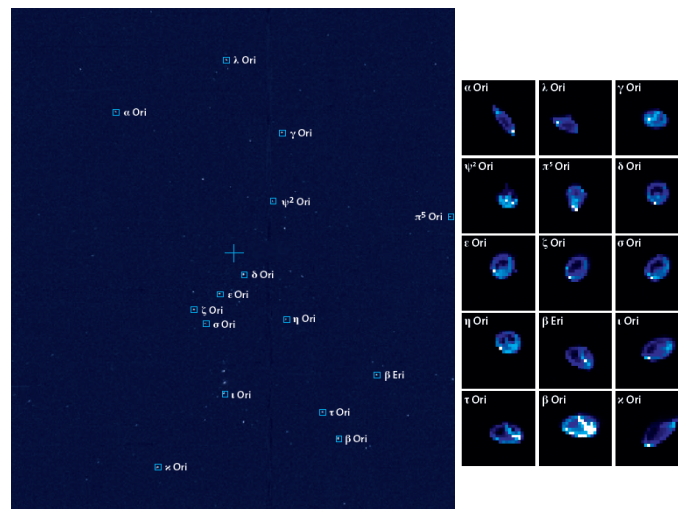 λ Ori
α Ori
γ Ori
ψ² Ori
π⁵ Ori
δ Ori
ε Ori
ζ Ori
σ Ori
η Ori
β Eri
ι Ori
τ Ori
β Ori
ϰ Ori
α Ori
λ Ori
γ Ori
ψ² Ori
π⁵ Ori
δ Ori
ε Ori
ζ Ori
σ Ori
η Ori
β Eri
ι Ori
τ Ori
β Ori
ϰ Ori